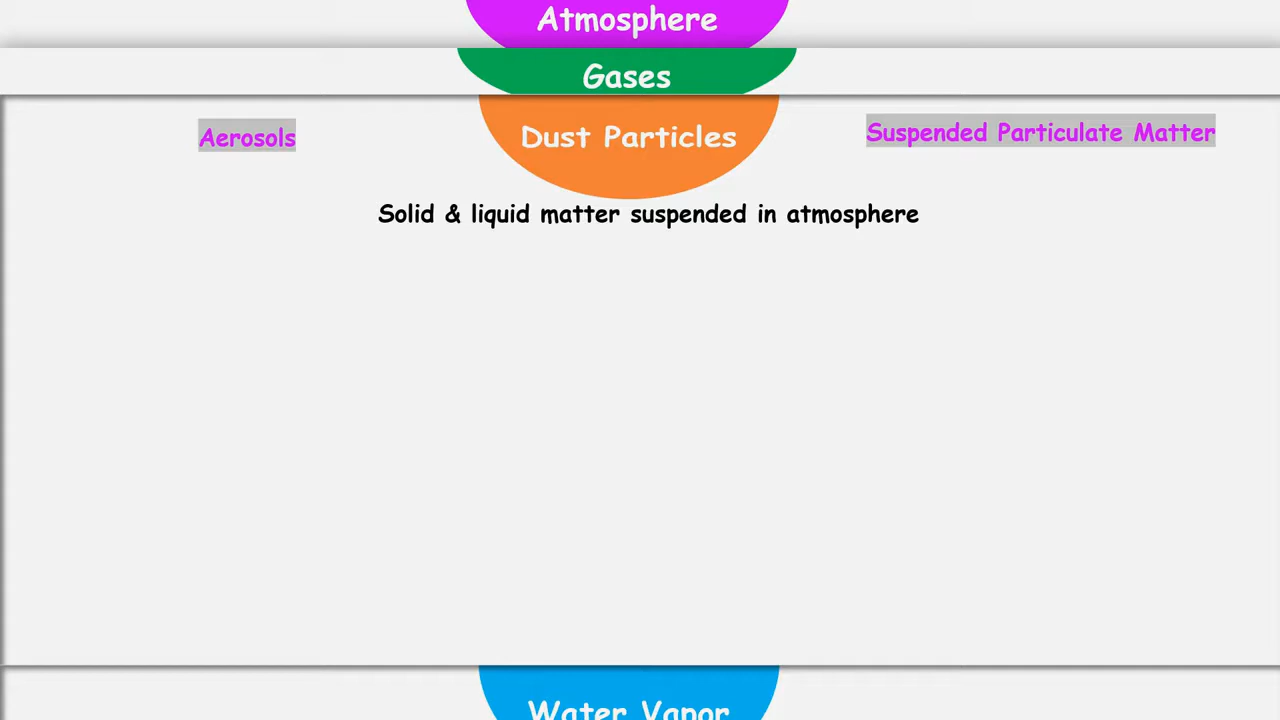 Atmosphere
Gases
Aerosols
Dust Particles
Suspended Particulate Matter
Solid & liquid matter suspended in atmosphere
Water Vapor